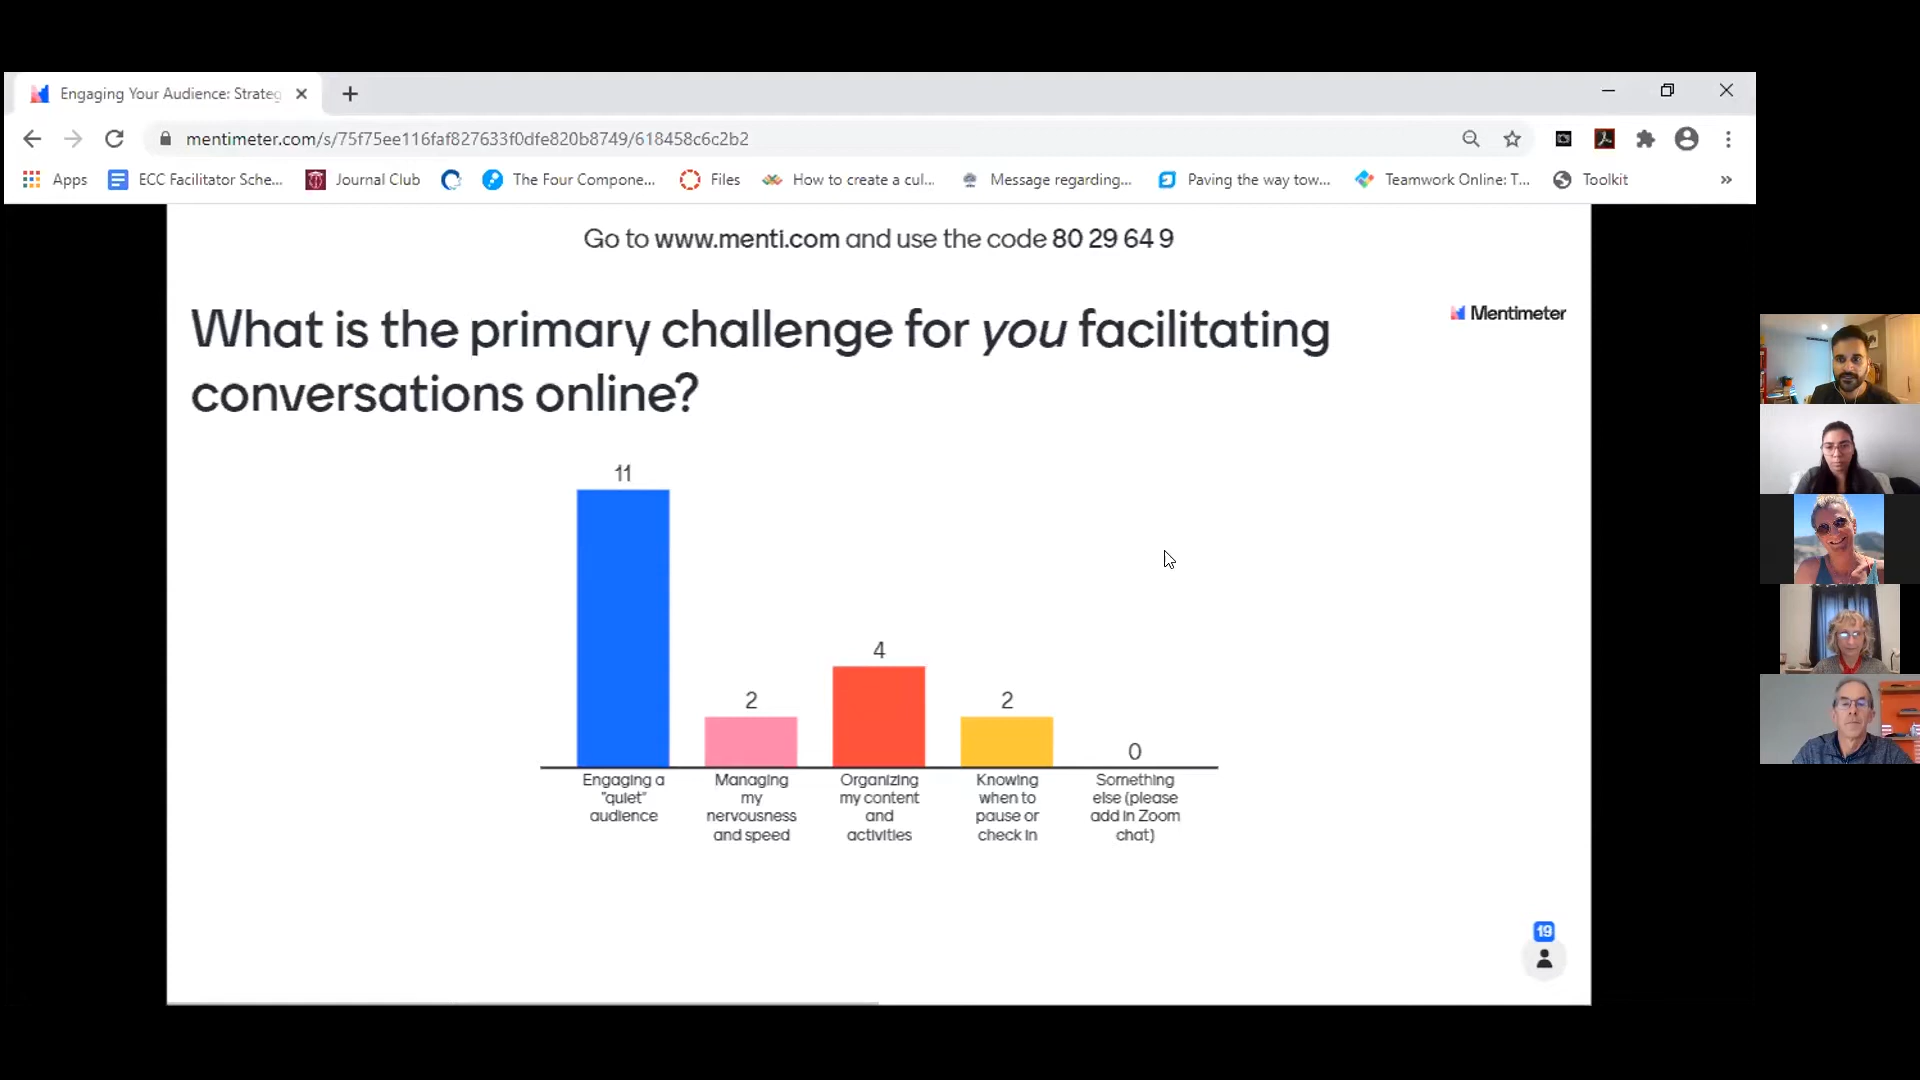 Engaging Your Audience: Strateg
mentimeter.com/s/75f75ee116faf827633f0dfe820b8749/618458c6c2b2
Apps
ECC Facilitator Sche...
Journal Club
The Four Compone...
Files
How to create a cul...
Message regarding...
Paving the way tow...
Teamwork Online: T...
Toolkit
»
Go to www.menti.com and use the code 80 29 64 9
What is the primary challenge for you facilitating
conversations online?
Mentimeter
11
2
4
2
0
Engaging a
"quiet"
audience
Managing
my
nervousness
and speed
Organizing
my content
and
activities
Knowing
when to
pause or
check in
Something
else (please
add in Zoom
chat)
19